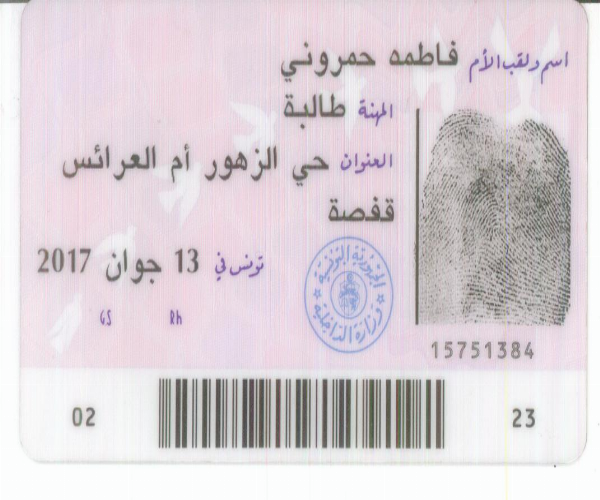 اسم ولقب الأم فاطمه حمروني
المهنة طالبة
العنوان حي الزهور أم العرائس
قفصة
تونس في 13 جوان 2017
GS Rh
الجمهورية التونسية
وزارة الداخلية
15751384
02 23